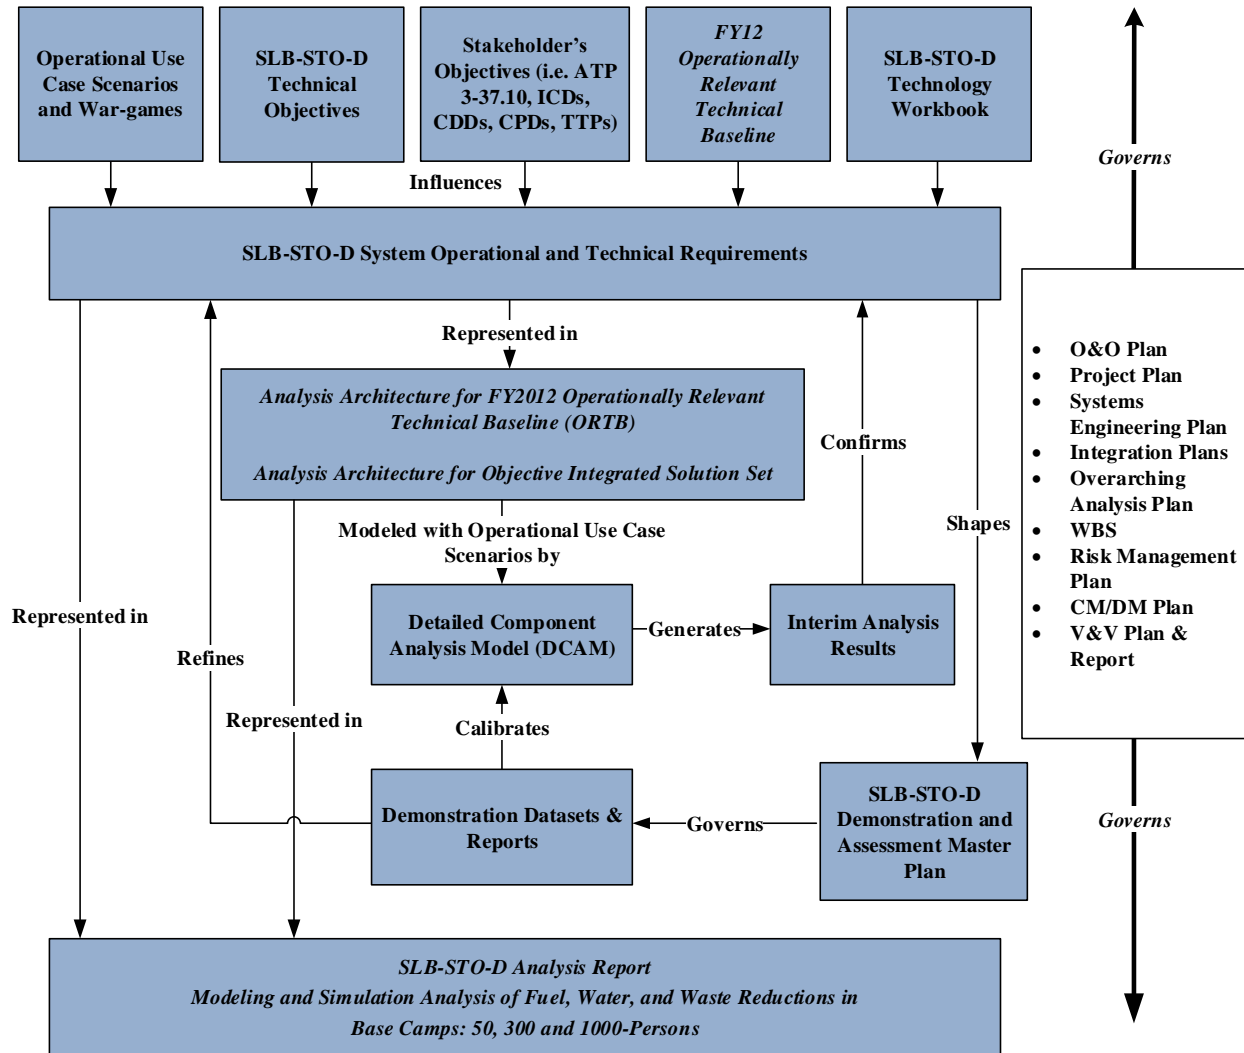 Operational Use
Case Scenarios
and War-games
SLB-STO-D
Technical
Objectives
Stakeholder's
Objectives (i.e. ATP
3-37.10, ICDs,
CDDs, CPDs, TTPs)
FY12
Operationally
Relevant
Technical
Baseline
SLB-STO-D
Technology
Workbook
Governs
Influences
SLB-STO-D System Operational and Technical Requirements
Represented in
Analysis Architecture for FY2012 Operationally Relevant
Technical Baseline (ORTB)
Analysis Architecture for Objective Integrated Solution Set
Confirms
• O&O Plan
• Project Plan
• Systems
Engineering Plan
• Integration Plans
• Overarching
Analysis Plan
• WBS
• Risk Management
Plan
• CM/DM Plan
• V&V Plan &
Report
Modeled with Operational Use Case
Scenarios by
Shapes
Represented in
Detailed Component
Analysis Model (DCAM)
Generates
Interim Analysis
Results
Refines
Represented in
Calibrates
Demonstration Datasets &
Reports
Governs
SLB-STO-D
Demonstration and
Assessment Master
Plan
Governs
SLB-STO-D Analysis Report
Modeling and Simulation Analysis of Fuel, Water, and Waste Reductions in
Base Camps: 50, 300 and 1000-Persons